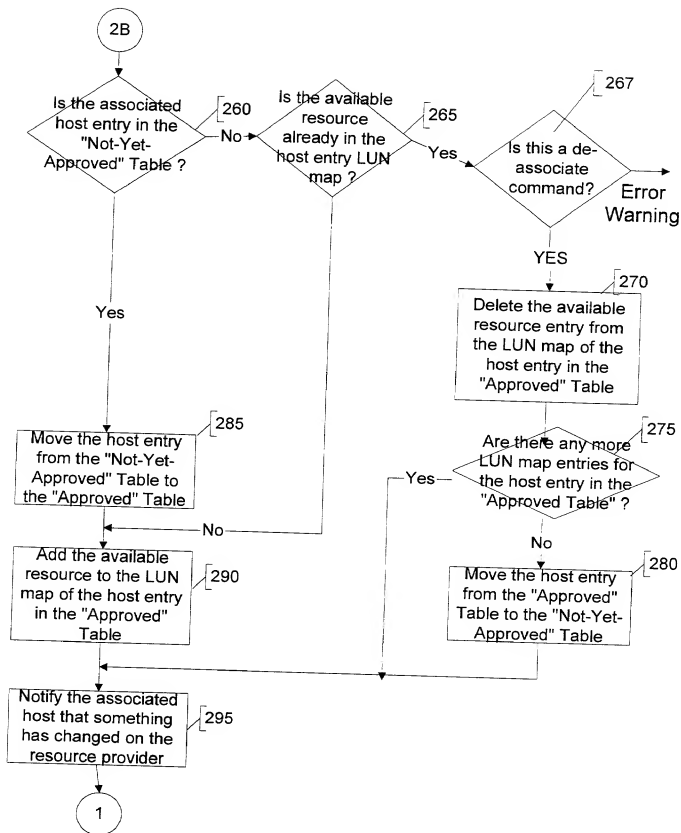 2B
Is the associated
host entry in the
"Not-Yet-
Approved" Table ?
260
No
Is the available
resource
already in the
host entry LUN
map ?
265
Yes
267
Is this a de-
associate
command?
Error
Warning
YES
270
Delete the available
resource entry from
the LUN map of the
host entry in the
"Approved" Table
Yes
285
Move the host entry
from the "Not-Yet-
Approved" Table to
the "Approved" Table
275
Are there any more
LUN map entries for
the host entry in the
"Approved Table" ?
Yes
No
No
Add the available
resource to the LUN
map of the host entry
in the "Approved"
Table
290
280
Move the host entry
from the "Approved"
Table to the "Not-Yet-
Approved" Table
Notify the associated
host that something
has changed on the
resource provider
295
1